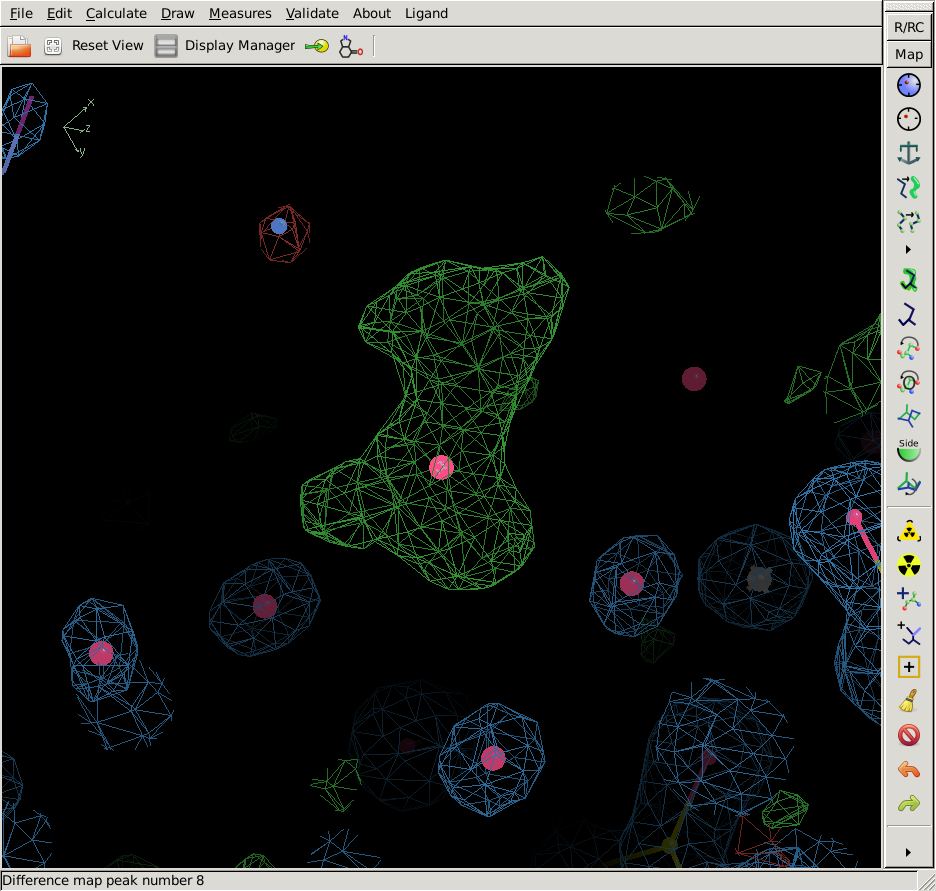 File Edit Calculate Draw Measures Validate About Ligand
Reset View Display Manager
R/RC
Map
x
z
y
Side
Difference map peak number 8